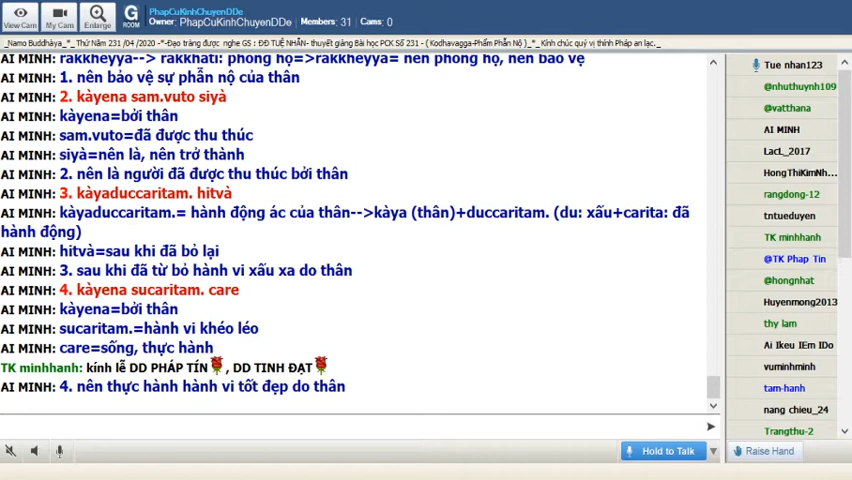 View Cam
My Cam
Enlarge
G
ROOM
PhapCuKinhChuyenDDe
Owner: PhapCuKinhChuyenDDe Members: 31 Cams: 0
_Namo Buddhàya_*_ Thứ Năm 231 /04 /2020 -*-Đạo tràng được nghe GS : ĐĐ TUỆ NHẪN- thuyết giảng Bài học PCK Số 231 - ( Kodhavagga-Phẩm Phẫn Nộ )_*_ Kính chúc quý vị thính Pháp an lạc._
AI MINH: rakkheyya--> rakkhati: phòng hộ=>rakkheyya= nên phòng hộ, nên bảo vệ
AI MINH: 1. nên bảo vệ sự phẫn nộ của thân
AI MINH: 2. kàyena sam.vuto siyà
AI MINH: kàyena=bởi thân
AI MINH: sam.vuto=đã được thu thúc
AI MINH: siyà=nên là, nên trở thành
AI MINH: 2. nên là người đã được thu thúc bởi thân
AI MINH: 3. kàyaduccaritam. hitvà
AI MINH: kàyaduccaritam.= hành động ác của thân-->kàya (thân)+duccaritam. (du: xấu+carita: đã
hành động)
AI MINH: hitvà=sau khi đã bỏ lại
AI MINH: 3. sau khi đã từ bỏ hành vi xấu xa do thân
AI MINH: 4. kàyena sucaritam. care
AI MINH: kàyena=bởi thân
AI MINH: sucaritam.=hành vi khéo léo
AI MINH: care=sống, thực hành
TK minhhanh: kính lễ DD PHÁP TÍN, DD TINH ĐẠT
AI MINH: 4. nên thực hành hành vi tốt đẹp do thân
Hold to Talk
Tue nhan123
@nhuthuynh109
@vatthana
AI MINH
LacL_2017
HongThiKimNh...
rangdong-12
tntueduyen
TK minhhanh
@TK Phap Tin
@hongnhat
Huyenmong2013
thy lam
Ai Ikeu IEm IDo
vuminhminh
tam-hanh
nang chieu_24
Trangthu-2
Raise Hand